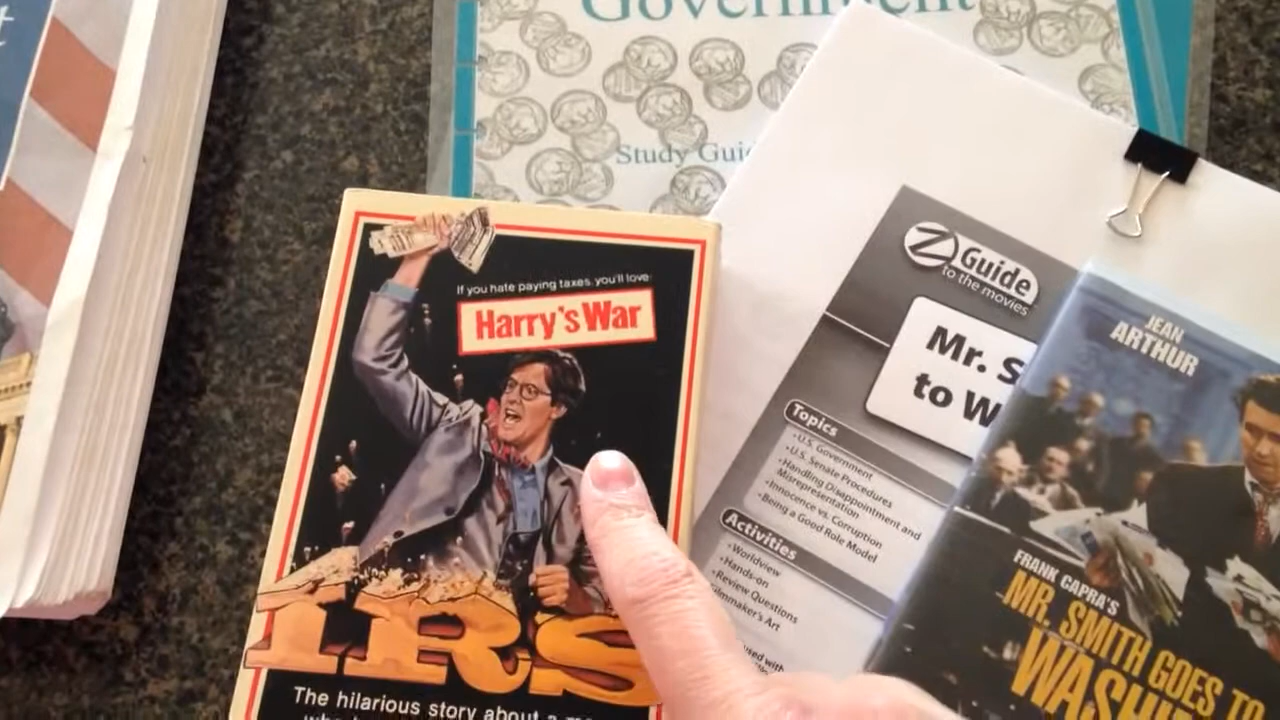 t
Government
Study
If you hate paying taxes, you'll love:
Harry's War
IRS
The hilarious story about a
Z Guide
to the movies
Mr.
to
Topics
•U.S. Government
•U.S. Senate Procedures
•Handling Disappointment and
Misrepresentation
•Innocence vs. Corruption
•Being a Good Role Model
Activities
•Worldview
•Hands-on
•Review Questions
Filmmaker's Art
used with
JEAN
ARTHUR
FRANK CAPRA'S
MR. SMITH GOES TO